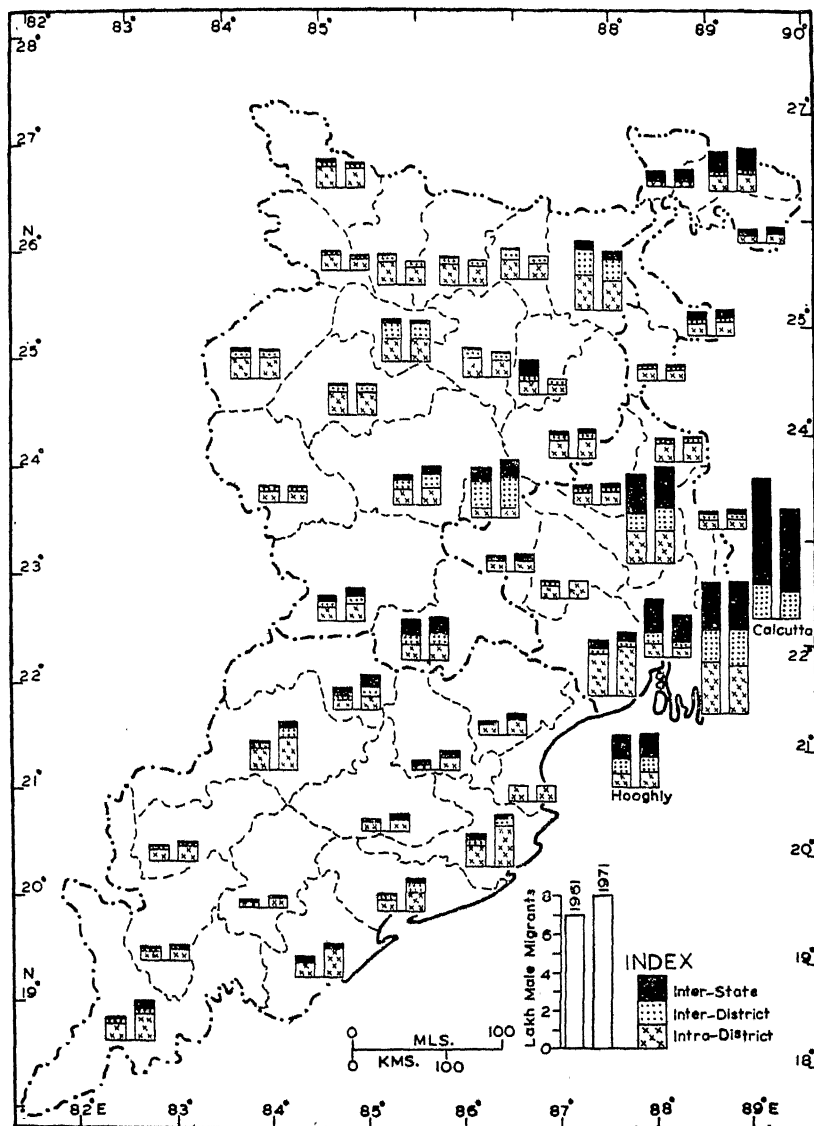 82° 83° 84° 85° 88° 89° 90°
28°
27°
27°
N
26°
26°
25°
25°
24°
24°
23°
23°
22°
22°
21°
21°
20°
20°
N
19°
19°
18°
Calcutta
Hooghly
Lakh Male Migrants
8
6
4
2
0
1961
1971
INDEX
Inter-State
Inter-District
Intra-District
0 MLS. 100
0 KMS. 100
82°E 83° 84° 85° 86° 87° 88° 89°E